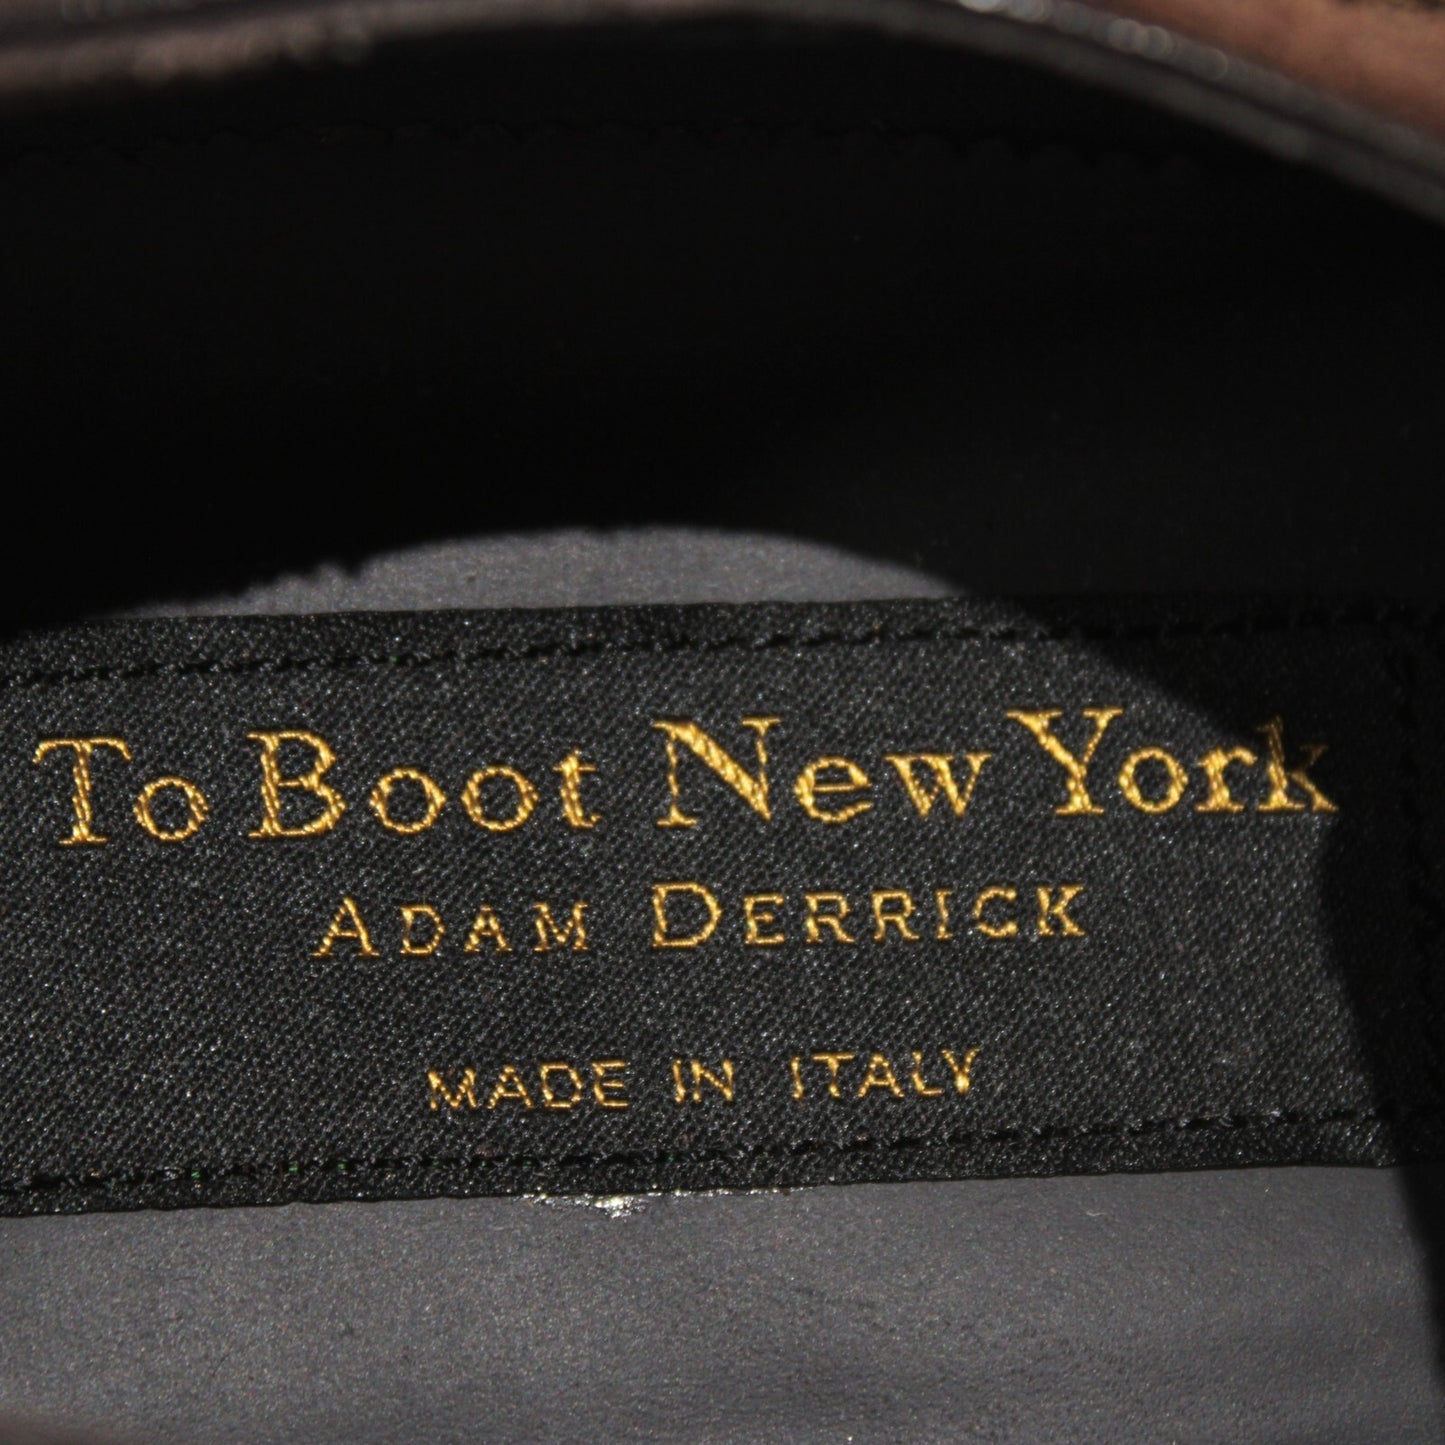 To Boot New York
ADAM DERRICK
MADE IN ITALY